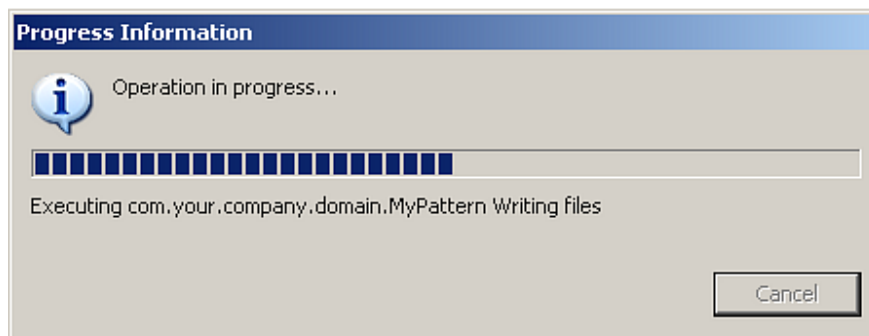 Progress Information
Operation in progress...
Executing com.your.company.domain.MyPattern Writing files
Cancel